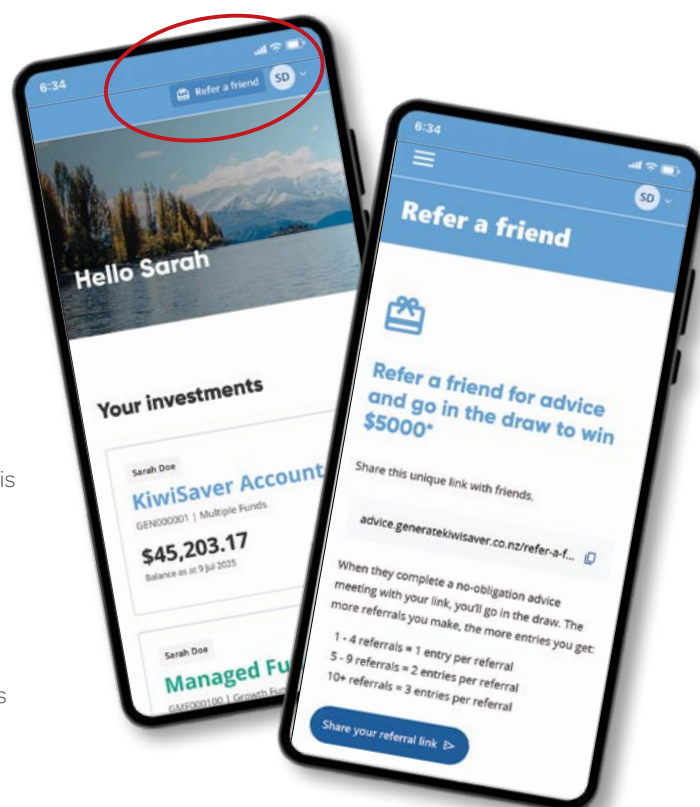 6:34
Refer a friend
SD
Hello Sarah
Your investments
Sarah Doe
KiwiSaver Account
GEN000001 | Multiple Funds
$45,203.17
Balance as at 9 Jul 2025
Sarah Doe
Managed Fu
GMF000100 | Growth Fun
6:34
SD
Refer a friend
Refer a friend for advice
and go in the draw to win
$5000*
Share this unique link with friends.
advice.generatekiwisaver.co.nz/refer-a-f...
When they complete a no-obligation advice
meeting with your link, you'll go in the draw. The
more referrals you make, the more entries you get:
1 - 4 referrals = 1 entry per referral
5 - 9 referrals = 2 entries per referral
10+ referrals = 3 entries per referral
Share your referral link
is
s